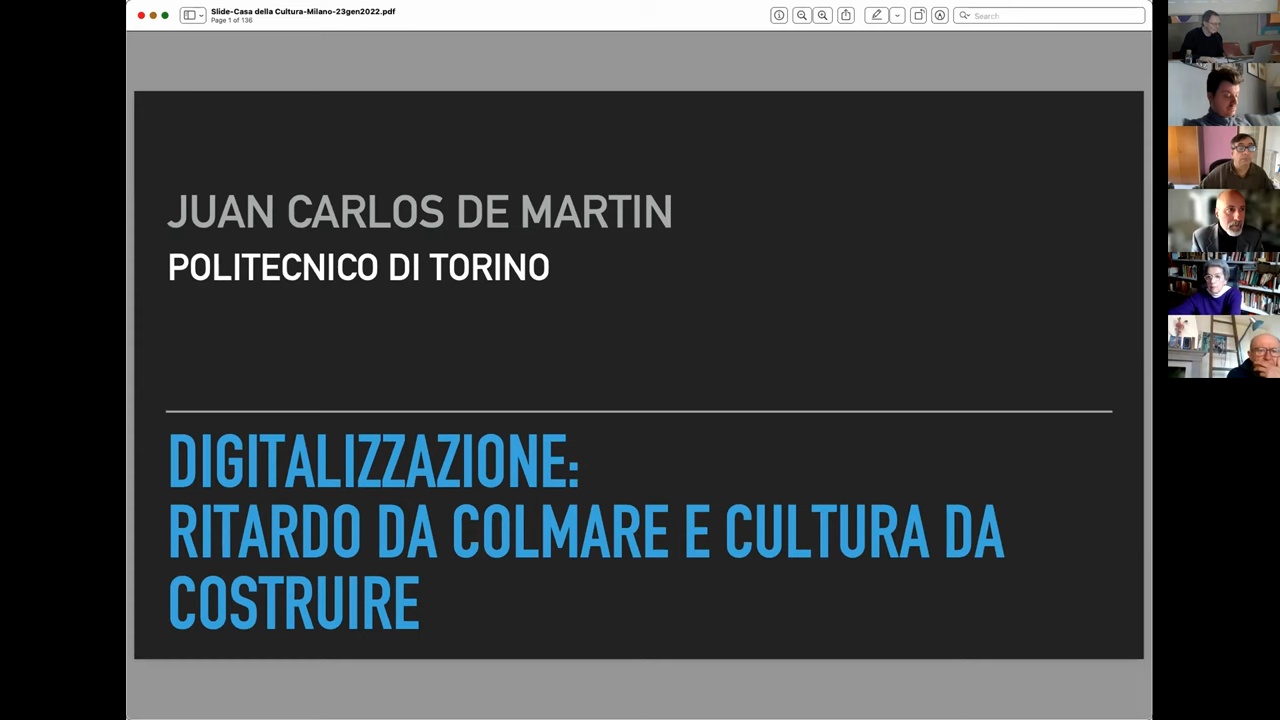 Slide-Casa della Cultura-Milano-23gen2022.pdf
Page 1 of 136
Search
JUAN CARLOS DE MARTIN
POLITECNICO DI TORINO
DIGITALIZZAZIONE:
RITARDO DA COLMARE E CULTURA DA
COSTRUIRE